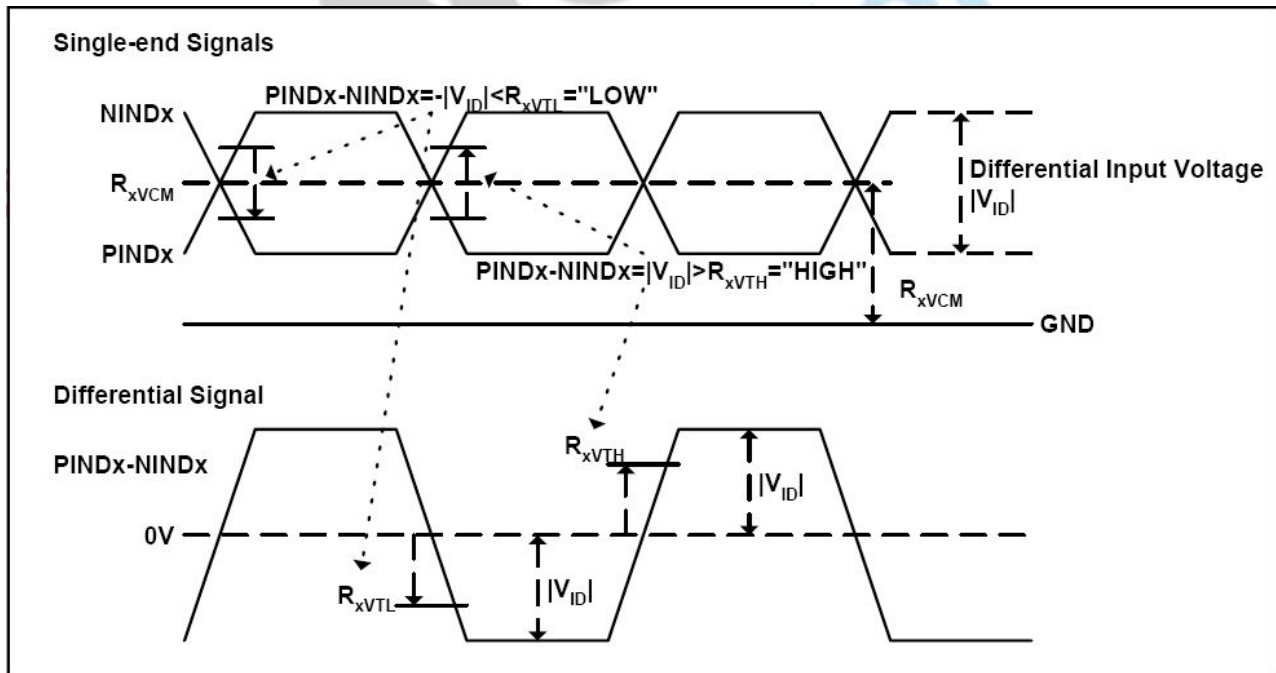 Single-end Signals
PINDx-NINDx=-|VID|<RxVTL="LOW"
NINDx
Differential Input Voltage
|VID|
RxVCM
PINDx
PINDx-NINDx=|VID|>RxVTH="HIGH"
RxVCM
GND
Differential Signal
RxVTH
PINDx-NINDx
|VID|
0V
RxVTL
|VID|